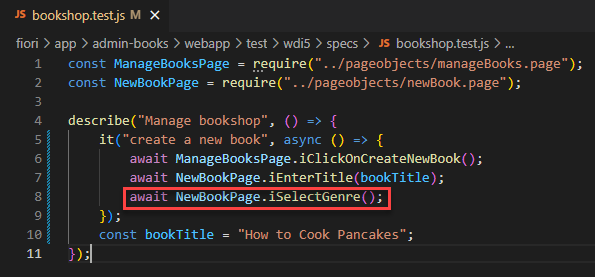 JS bookshop.test.js M ×
fiori > app > admin-books > webapp > test > wdi5 > specs > JS bookshop.test.js > ...
1 const ManageBooksPage = require("../pageobjects/manageBooks.page");
2 const NewBookPage = require("../pageobjects/newBook.page");
3
4 describe("Manage bookshop", () => {
5 it("create a new book", async () => {
6 await ManageBooksPage.iClickOnCreateNewBook();
7 await NewBookPage.iEnterTitle(bookTitle);
8 await NewBookPage.iSelectGenre();
9 });
10 const bookTitle = "How to Cook Pancakes";
11 });